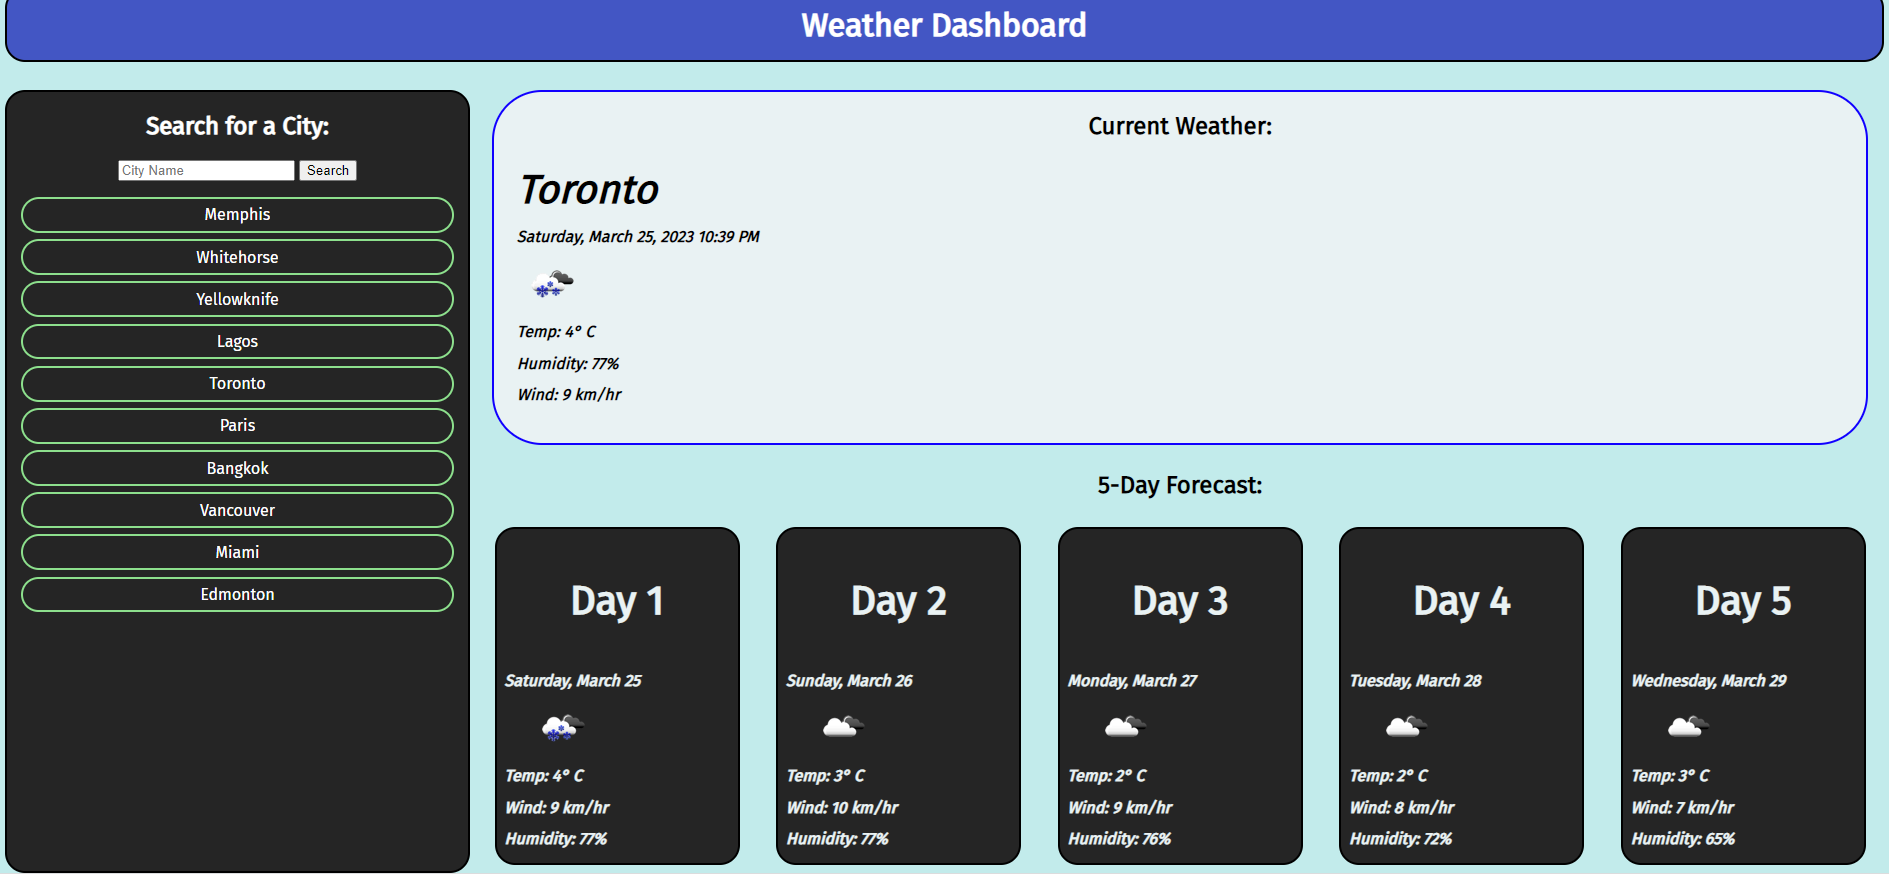 Weather Dashboard
Search for a City:
City Name
Search
Memphis
Whitehorse
Yellowknife
Lagos
Toronto
Paris
Bangkok
Vancouver
Miami
Edmonton
Current Weather:
Toronto
Saturday, March 25, 2023 10:39 PM
Temp: 4° C
Humidity: 77%
Wind: 9 km/hr
5-Day Forecast:
Day 1
Saturday, March 25
Temp: 4° C
Wind: 9 km/hr
Humidity: 77%
Day 2
Sunday, March 26
Temp: 3° C
Wind: 10 km/hr
Humidity: 77%
Day 3
Monday, March 27
Temp: 2° C
Wind: 9 km/hr
Humidity: 76%
Day 4
Tuesday, March 28
Temp: 2° C
Wind: 8 km/hr
Humidity: 72%
Day 5
Wednesday, March 29
Temp: 3° C
Wind: 7 km/hr
Humidity: 65%